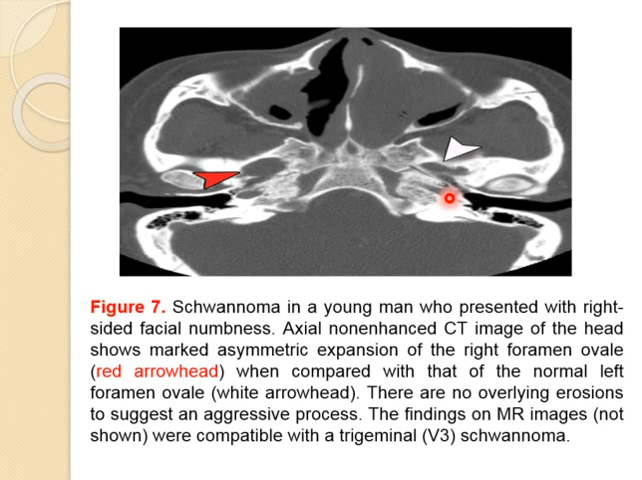 Figure 7. Schwannoma in a young man who presented with right-
sided facial numbness. Axial nonenhanced CT image of the head
shows marked asymmetric expansion of the right foramen ovale
(red arrowhead) when compared with that of the normal left
foramen ovale (white arrowhead). There are no overlying erosions
to suggest an aggressive process. The findings on MR images (not
shown) were compatible with a trigeminal (V3) schwannoma.